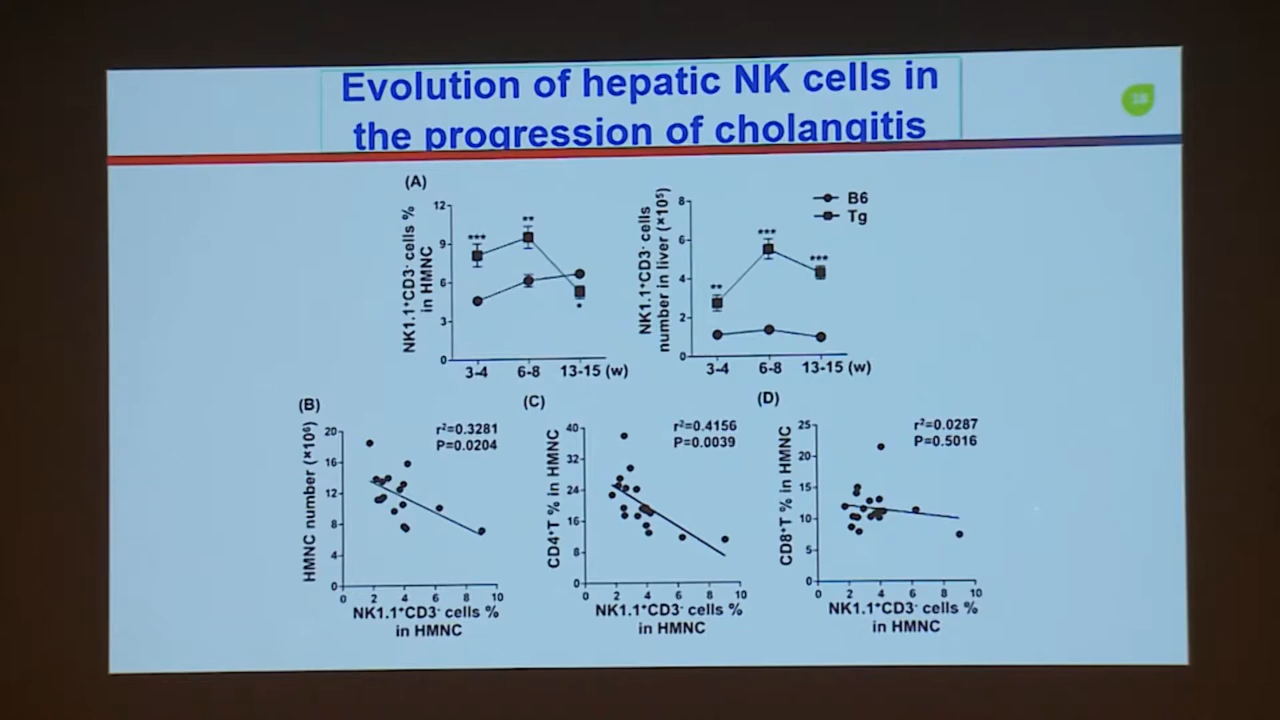 Evolution of hepatic NK cells in
the progression of cholangitis
18
(A)
NK1.1⁺CD3⁻ cells %
in HMNC
12
9
6
3
0
***
**
*
3-4 6-8 13-15 (w)
NK1.1⁺CD3⁻ cells
number in liver (×10⁵)
8
6
4
2
0
**
***
***
3-4 6-8 13-15 (w)
B6
Tg
(B)
HMNC number (×10⁶)
20
16
12
8
4
0
r²=0.3281
P=0.0204
0 2 4 6 8 10
NK1.1⁺CD3⁻ cells %
in HMNC
(C)
CD4⁺T % in HMNC
40
32
24
16
8
0
r²=0.4156
P=0.0039
0 2 4 6 8 10
NK1.1⁺CD3⁻ cells %
in HMNC
(D)
CD8⁺T % in HMNC
25
20
15
10
5
0
r²=0.0287
P=0.5016
0 2 4 6 8 10
NK1.1⁺CD3⁻ cells %
in HMNC